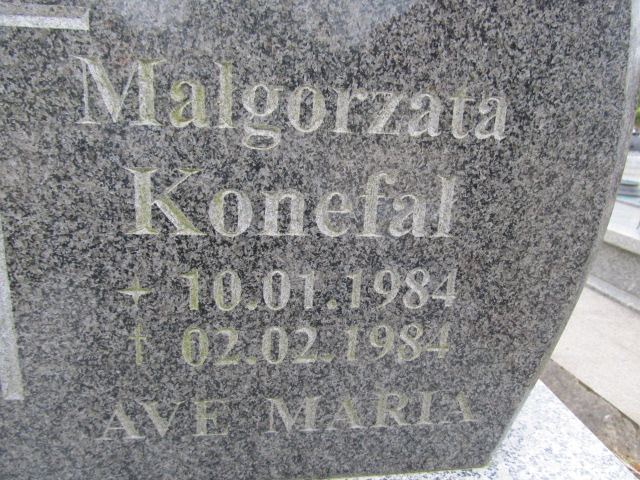 Malgorzata
Konefal
+ 10.01.1984
† 02.02.1984
AVE MARIA